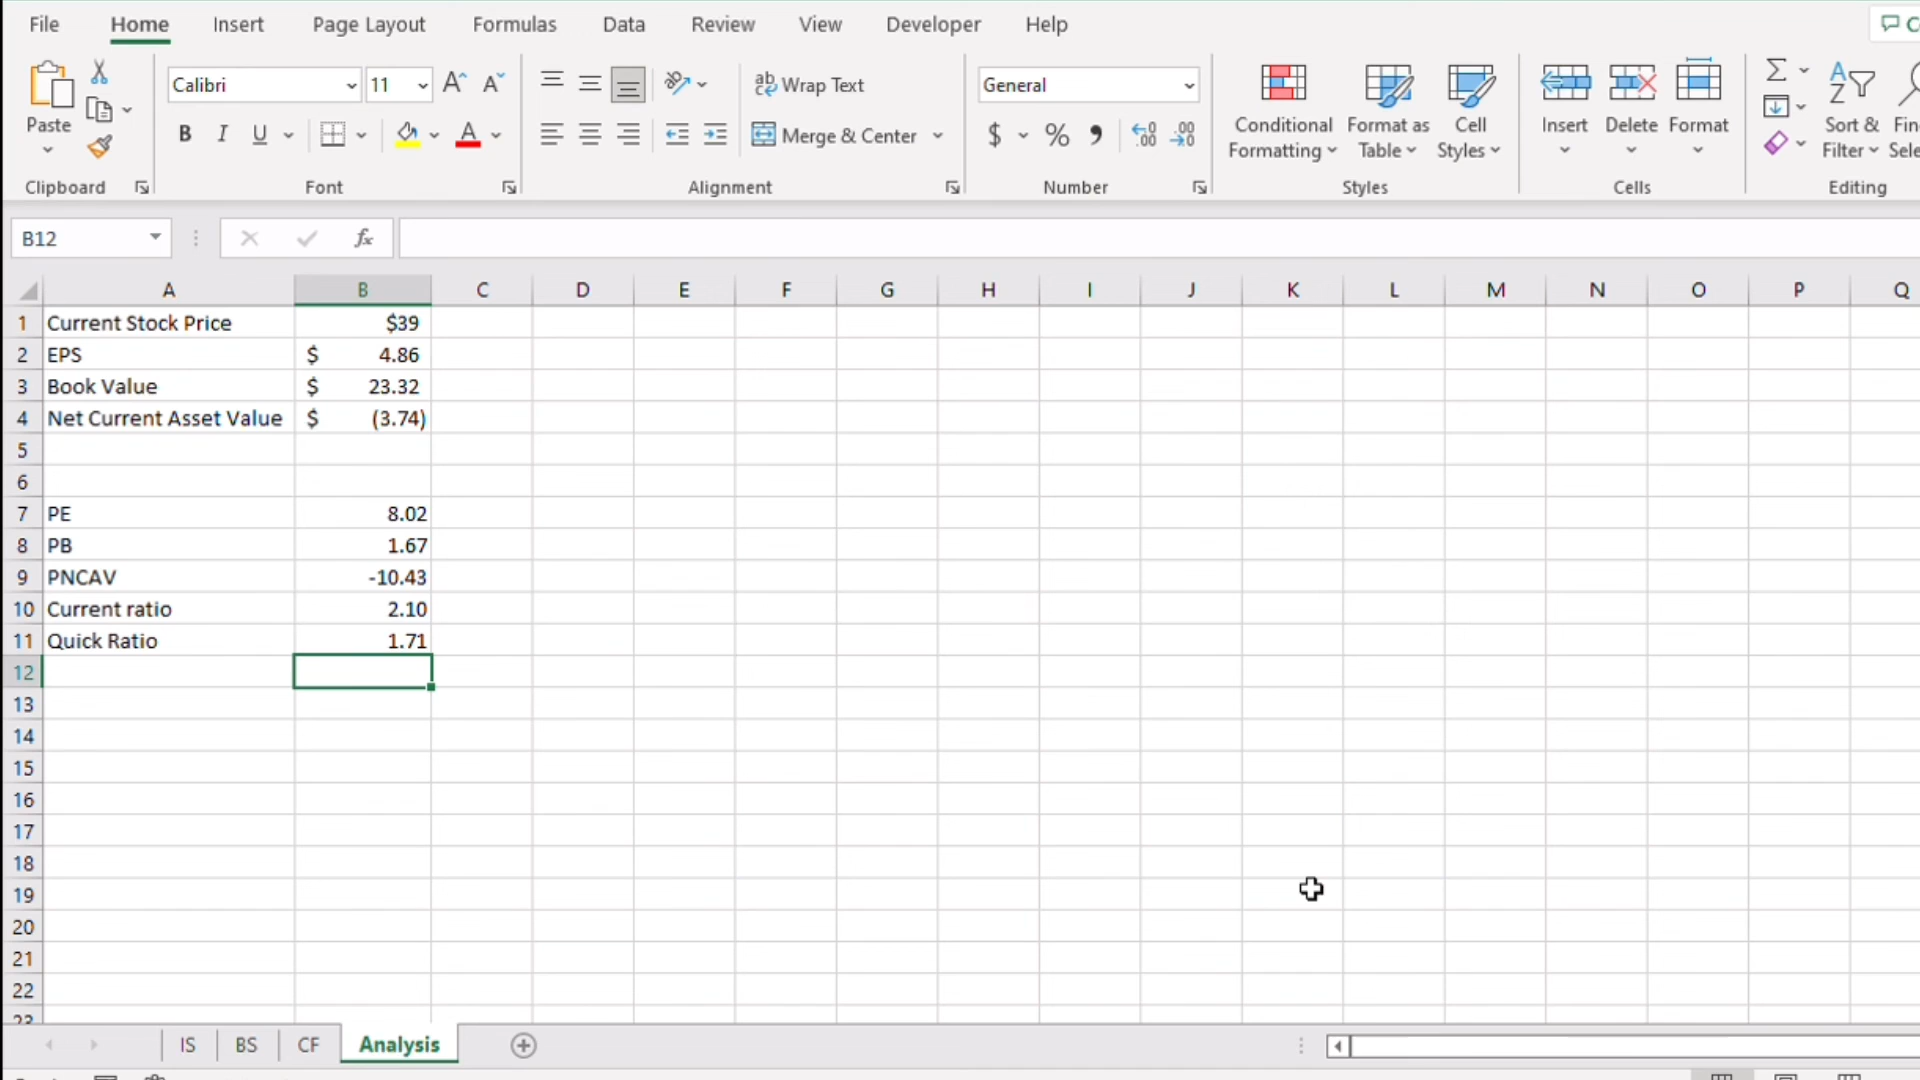 File Home Insert Page Layout Formulas Data Review View Developer Help
Calibri 11 Wrap Text General
Paste Conditional Format as Cell Insert Delete Format Sort &
B I U Merge & Center $ % Formatting Table Styles Filter
Clipboard Font Alignment Number Styles Cells Editing
B12 fx
A B C D E F G H I J K L M N O P Q
1 Current Stock Price $39
2 EPS $ 4.86
3 Book Value $ 23.32
4 Net Current Asset Value $ (3.74)
5
6
7 PE 8.02
8 PB 1.67
9 PNCAV -10.43
10 Current ratio 2.10
11 Quick Ratio 1.71
12
13
14
15
16
17
18
19
20
21
22
23
IS BS CF Analysis